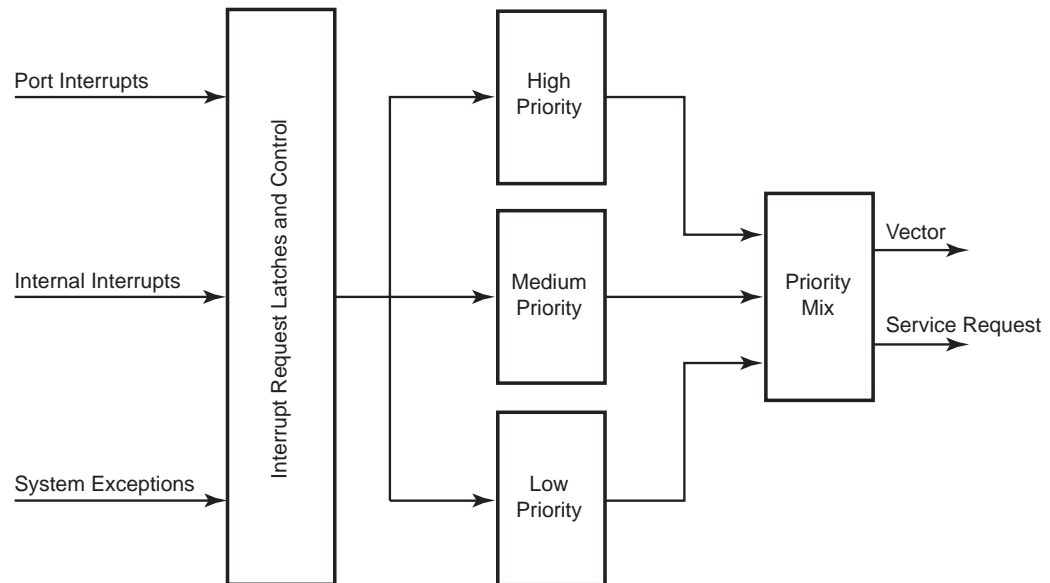 Port Interrupts
Internal Interrupts
System Exceptions
Interrupt Request Latches and Control
High
Priority
Medium
Priority
Low
Priority
Priority
Mix
Vector
Service Request